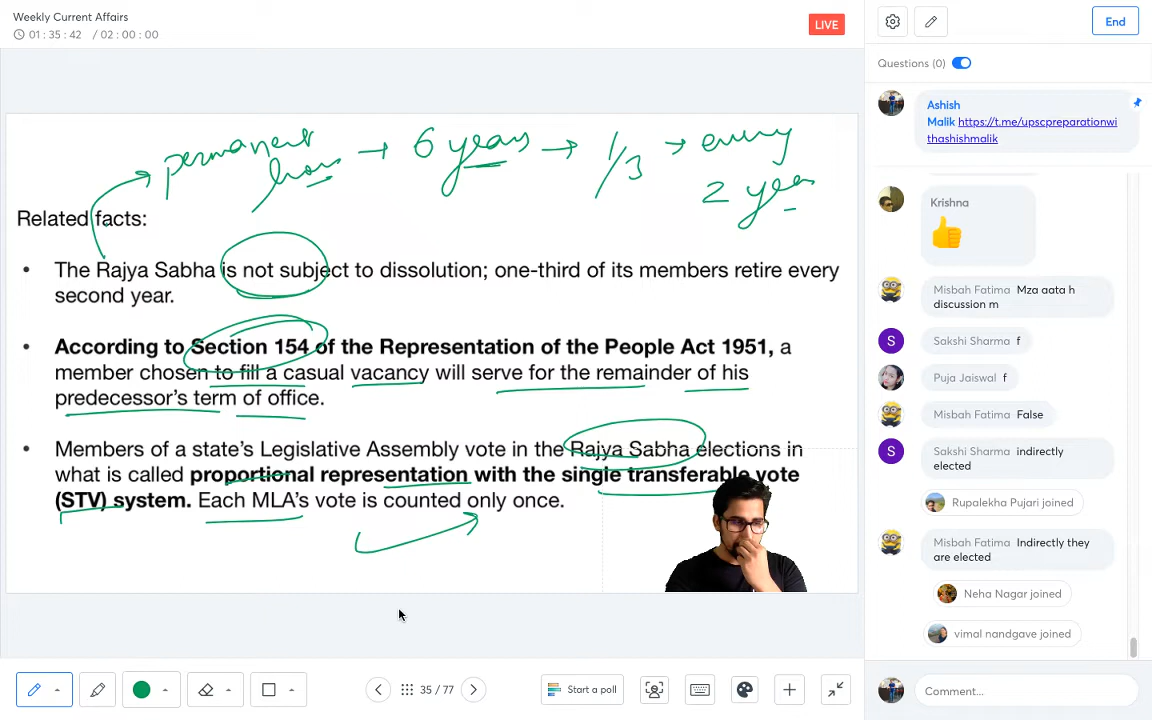 Weekly Current Affairs
01 : 35 : 42 / 02 : 00 : 00
LIVE
End
Questions (0)
Ashish
Malik https://t.me/upscpreparationwi
thashishmalik
permanent
→ 6 years → 1/3 → every
2 year
Related facts:
• The Rajya Sabha is not subject to dissolution; one-third of its members retire every
second year.
• According to Section 154 of the Representation of the People Act 1951, a
member chosen to fill a casual vacancy will serve for the remainder of his
predecessor's term of office.
• Members of a state's Legislative Assembly vote in the Rajya Sabha elections in
what is called proportional representation with the single transferable vote
(STV) system. Each MLA's vote is counted only once.
Krishna
👍
Misbah Fatima Mza aata h
discussion m
S
Sakshi Sharma f
Puja Jaiswal f
Misbah Fatima False
S
Sakshi Sharma indirectly
elected
Rupalekha Pujari joined
Misbah Fatima Indirectly they
are elected
Neha Nagar joined
vimal nandgave joined
35 / 77
Start a poll
Comment...